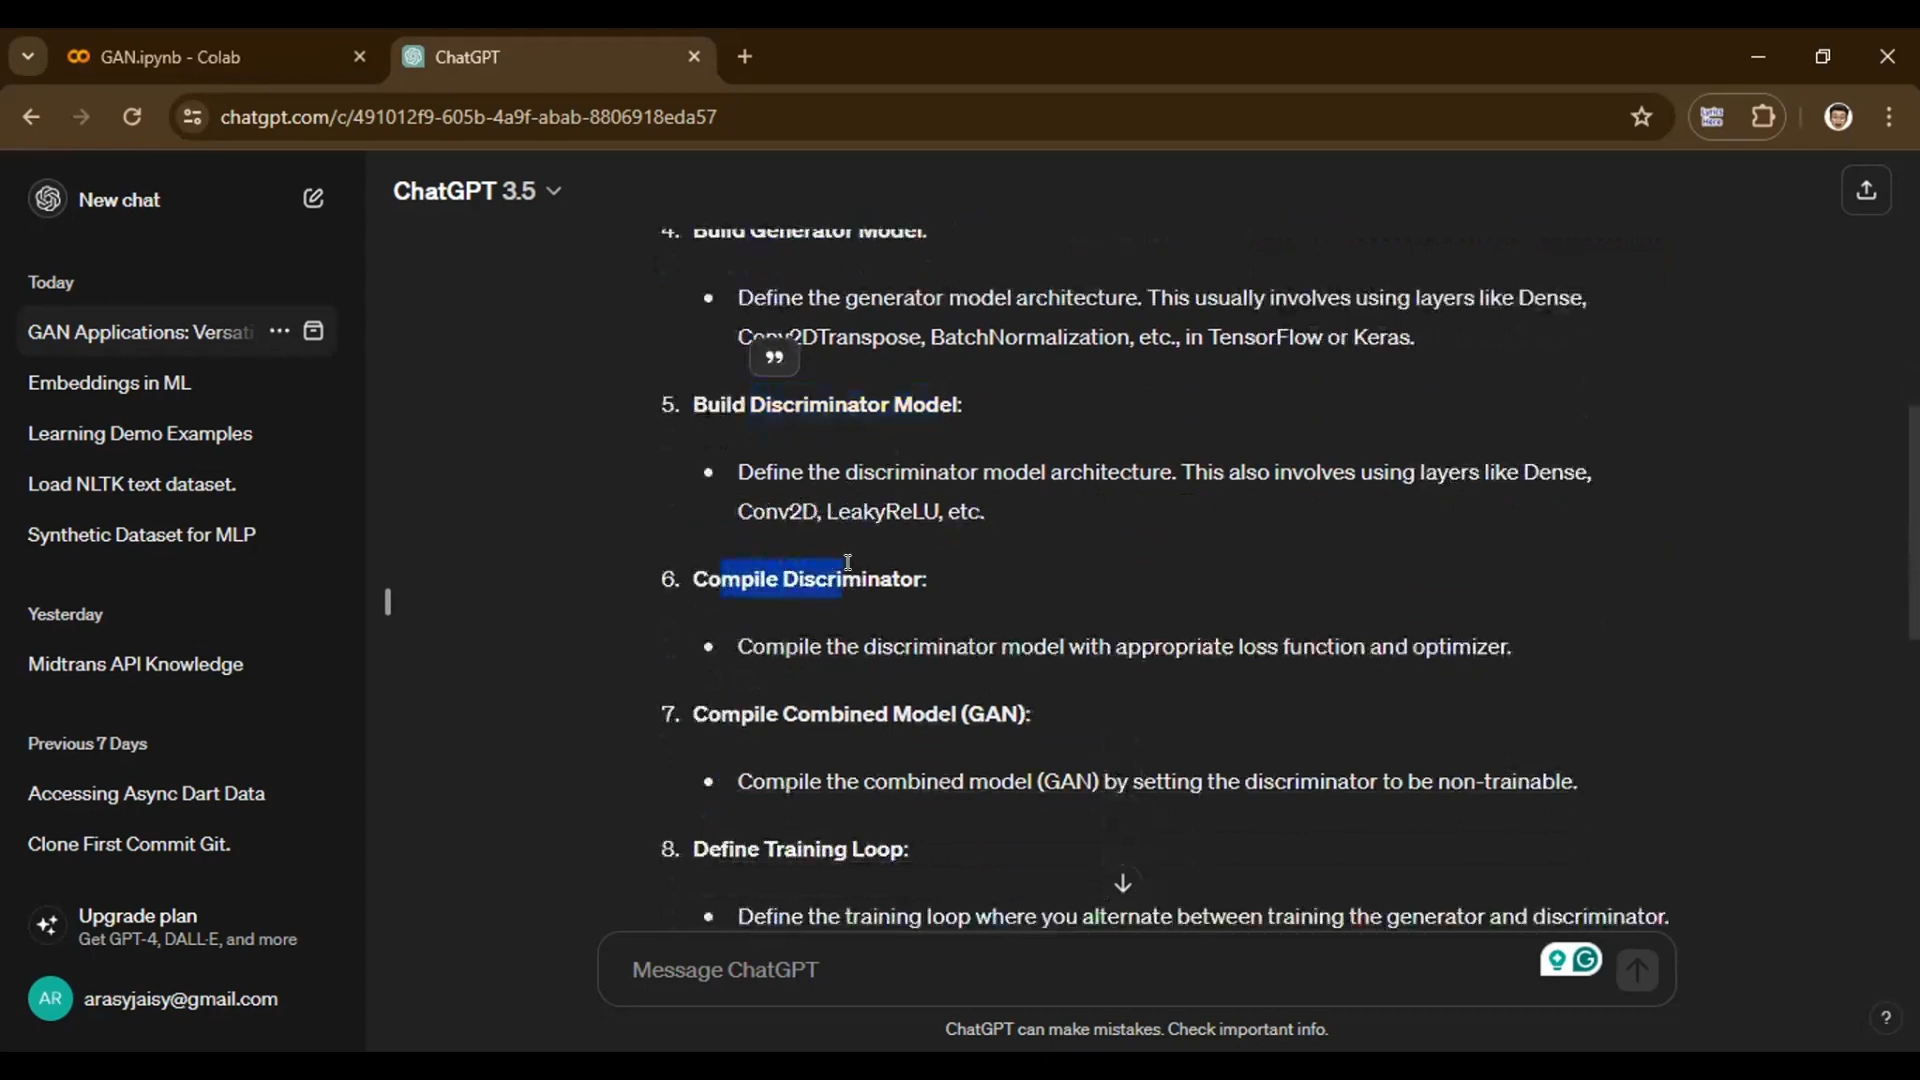 GAN.ipynb - Colab
ChatGPT
chatgpt.com/c/491012f9-605b-4a9f-abab-8806918eda57
New chat
Today
GAN Applications: Versati
Embeddings in ML
Learning Demo Examples
Load NLTK text dataset.
Synthetic Dataset for MLP
Yesterday
Midtrans API Knowledge
Previous 7 Days
Accessing Async Dart Data
Clone First Commit Git.
Upgrade plan
Get GPT-4, DALL·E, and more
AR
arasyjaisy@gmail.com
ChatGPT 3.5
4. Build Generator Model:
Define the generator model architecture. This usually involves using layers like Dense,
Conv2DTranspose, BatchNormalization, etc., in TensorFlow or Keras.
5. Build Discriminator Model:
Define the discriminator model architecture. This also involves using layers like Dense,
Conv2D, LeakyReLU, etc.
6. Compile Discriminator:
Compile the discriminator model with appropriate loss function and optimizer.
7. Compile Combined Model (GAN):
Compile the combined model (GAN) by setting the discriminator to be non-trainable.
8. Define Training Loop:
Define the training loop where you alternate between training the generator and discriminator.
Message ChatGPT
ChatGPT can make mistakes. Check important info.
?